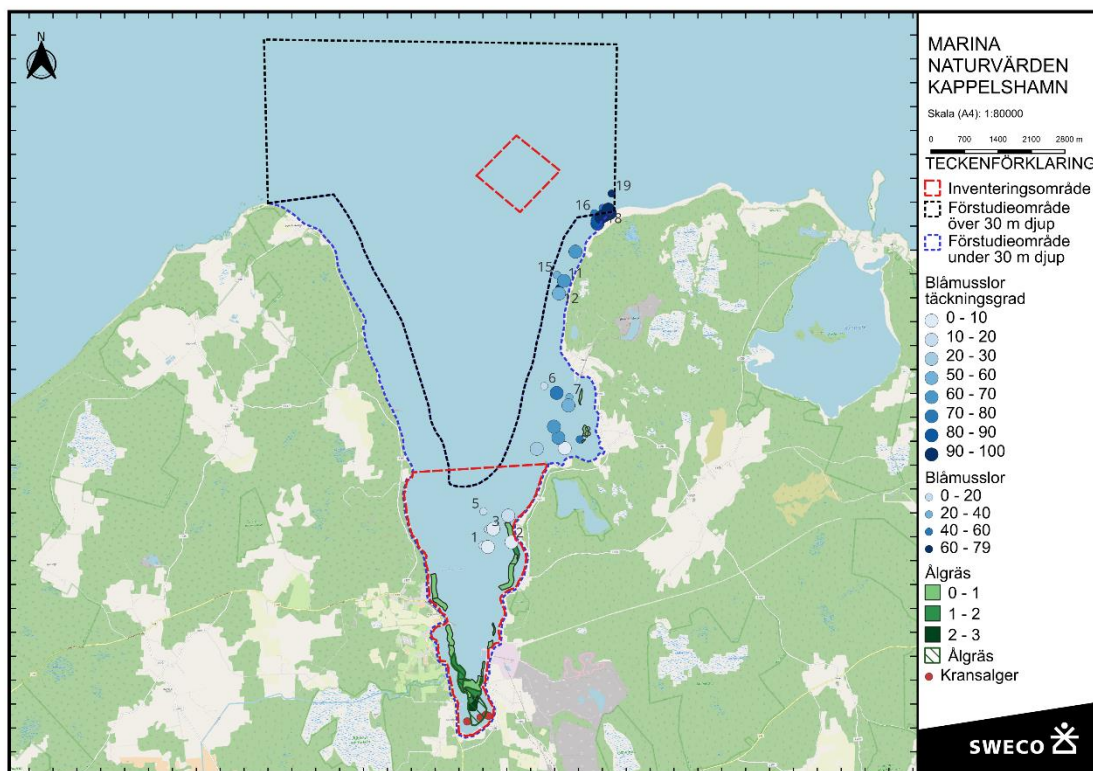 N
19
16
18
15
11
12
6
7
8
5
3
2
1
MARINA
NATURVÄRDEN
KAPPELSHAMN
Skala (A4): 1:80000
0 700 1400 2100 2800 m
TECKENFÖRKLARING
Inventeringsområde
Förstudieområde
över 30 m djup
Förstudieområde
under 30 m djup
Blåmusslor
täckningsgrad
0 - 10
10 - 20
20 - 30
50 - 60
60 - 70
70 - 80
80 - 90
90 - 100
Blåmusslor
0 - 20
20 - 40
40 - 60
60 - 79
Ålgräs
0 - 1
1 - 2
2 - 3
Ålgräs
Kransalger
SWECO